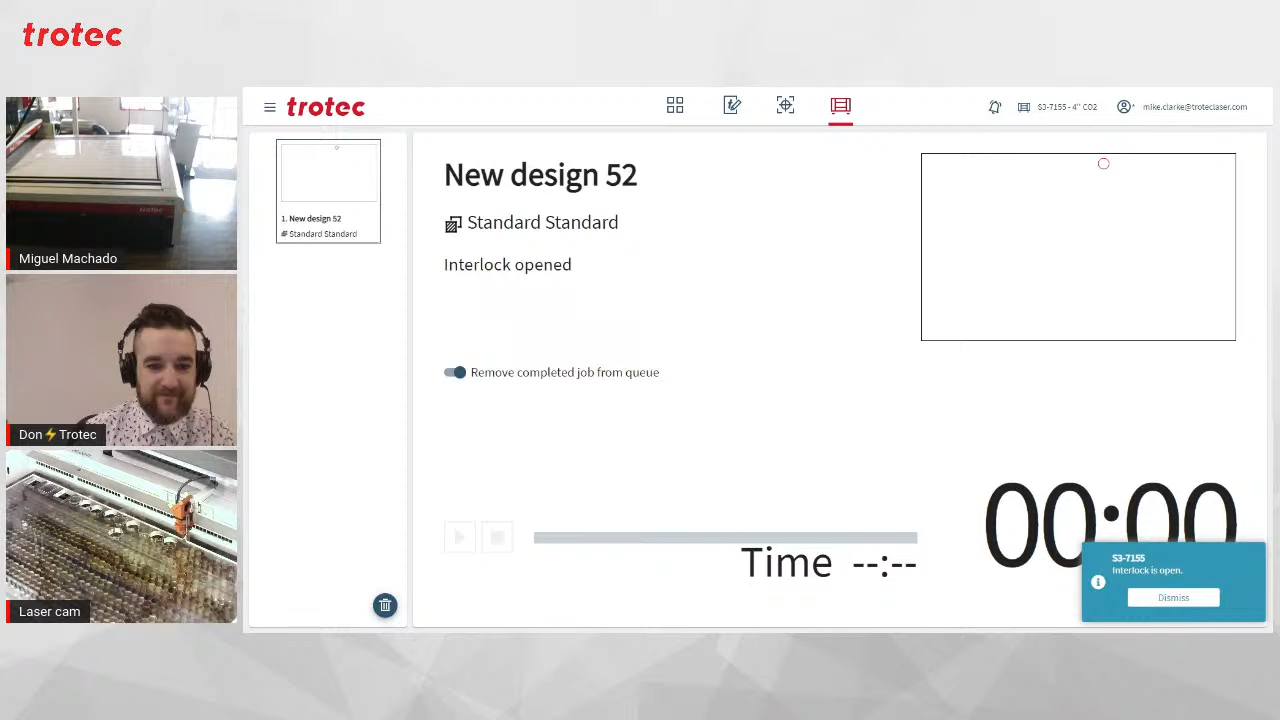 trotec
Miguel Machado
Don⚡Trotec
Laser cam
trotec
S3-7155 - 4" CO2
mike.clarke@troteclaser.com
1. New design 52
Standard Standard
New design 52
Standard Standard
Interlock opened
Remove completed job from queue
Time --:--
00:00
S3-7155
Interlock is open.
Dismiss